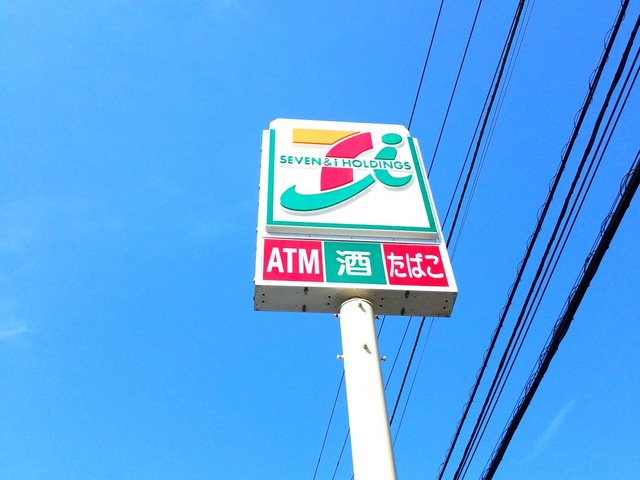 SEVEN & i HOLDINGS
ATM 酒 たばこ